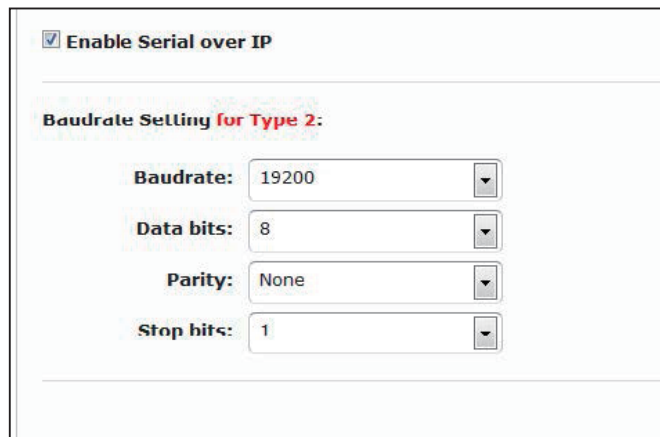 Enable Serial over IP
Baudrate Setting for Type 2:
Baudrate: 19200
Data bits: 8
Parity: None
Stop bits: 1